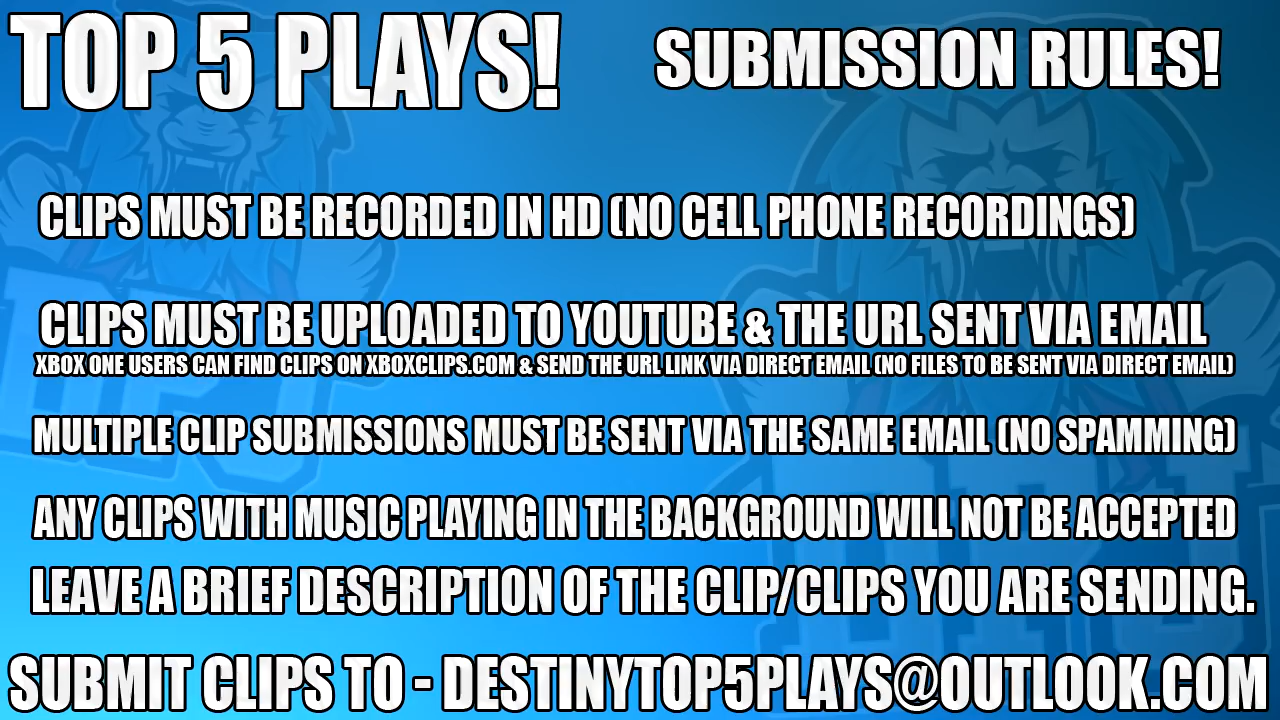 TOP 5 PLAYS!
SUBMISSION RULES!
CLIPS MUST BE RECORDED IN HD (NO CELL PHONE RECORDINGS)
CLIPS MUST BE UPLOADED TO YOUTUBE & THE URL SENT VIA EMAIL
XBOX ONE USERS CAN FIND CLIPS ON XBOXCLIPS.COM & SEND THE URL LINK VIA DIRECT EMAIL (NO FILES TO BE SENT VIA DIRECT EMAIL)
MULTIPLE CLIP SUBMISSIONS MUST BE SENT VIA THE SAME EMAIL (NO SPAMMING)
ANY CLIPS WITH MUSIC PLAYING IN THE BACKGROUND WILL NOT BE ACCEPTED
LEAVE A BRIEF DESCRIPTION OF THE CLIP/CLIPS YOU ARE SENDING.
SUBMIT CLIPS TO - DESTINYTOP5PLAYS@OUTLOOK.COM